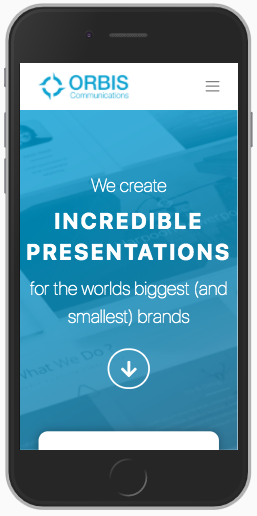 ORBIS
Communications
We create
INCREDIBLE
PRESENTATIONS
for the worlds biggest (and
smallest) brands
What We Do?